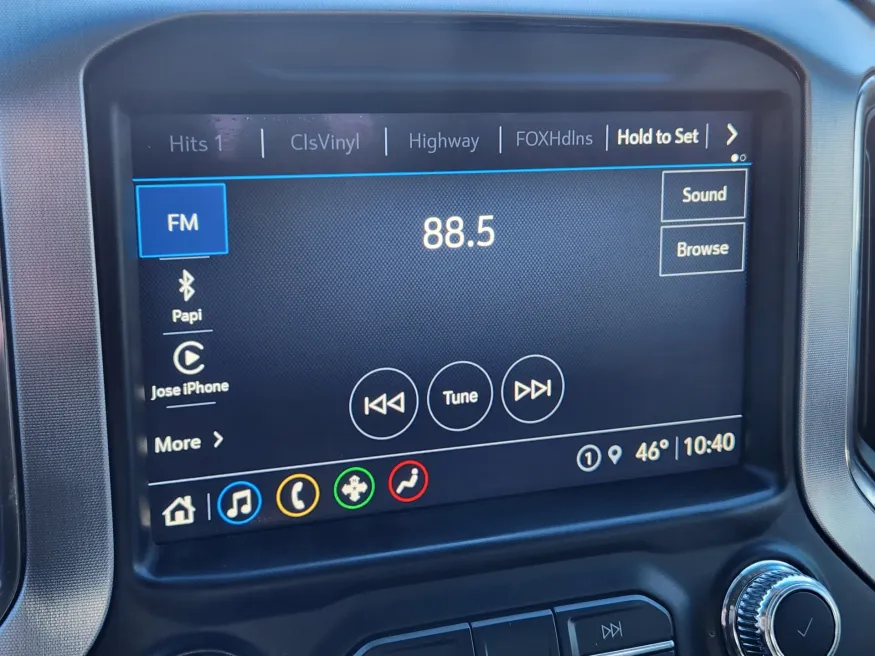 Hits 1 | ClsVinyl | Highway | FOXHdlns | Hold to Set |
FM
88.5
Sound
Browse
Papi
Jose iPhone
Tune
More
1 46° | 10:40